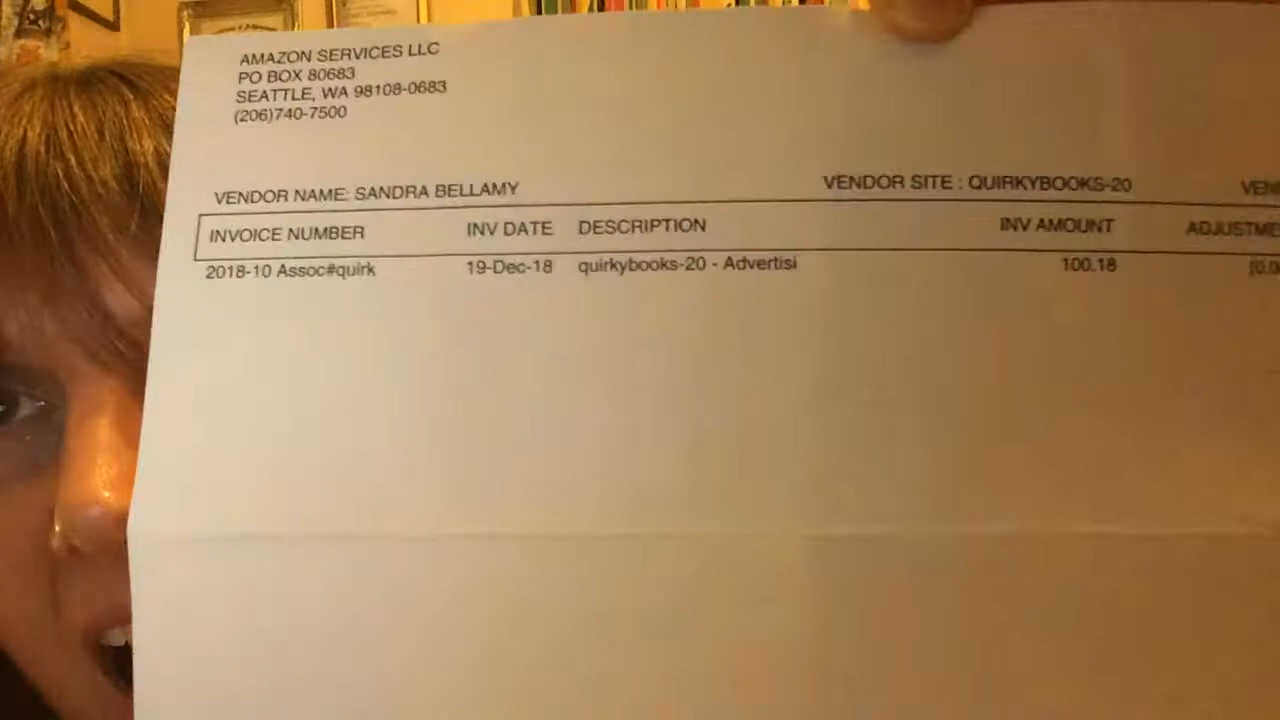 AMAZON SERVICES LLC
PO BOX 80683
SEATTLE, WA 98108-0683
(206)740-7500
VENDOR NAME: SANDRA BELLAMY VENDOR SITE : QUIRKYBOOKS-20
INVOICE NUMBER INV DATE DESCRIPTION INV AMOUNT
2018-10 Assoc#quirk 19-Dec-18 quirkybooks-20 - Advertisi 100.18